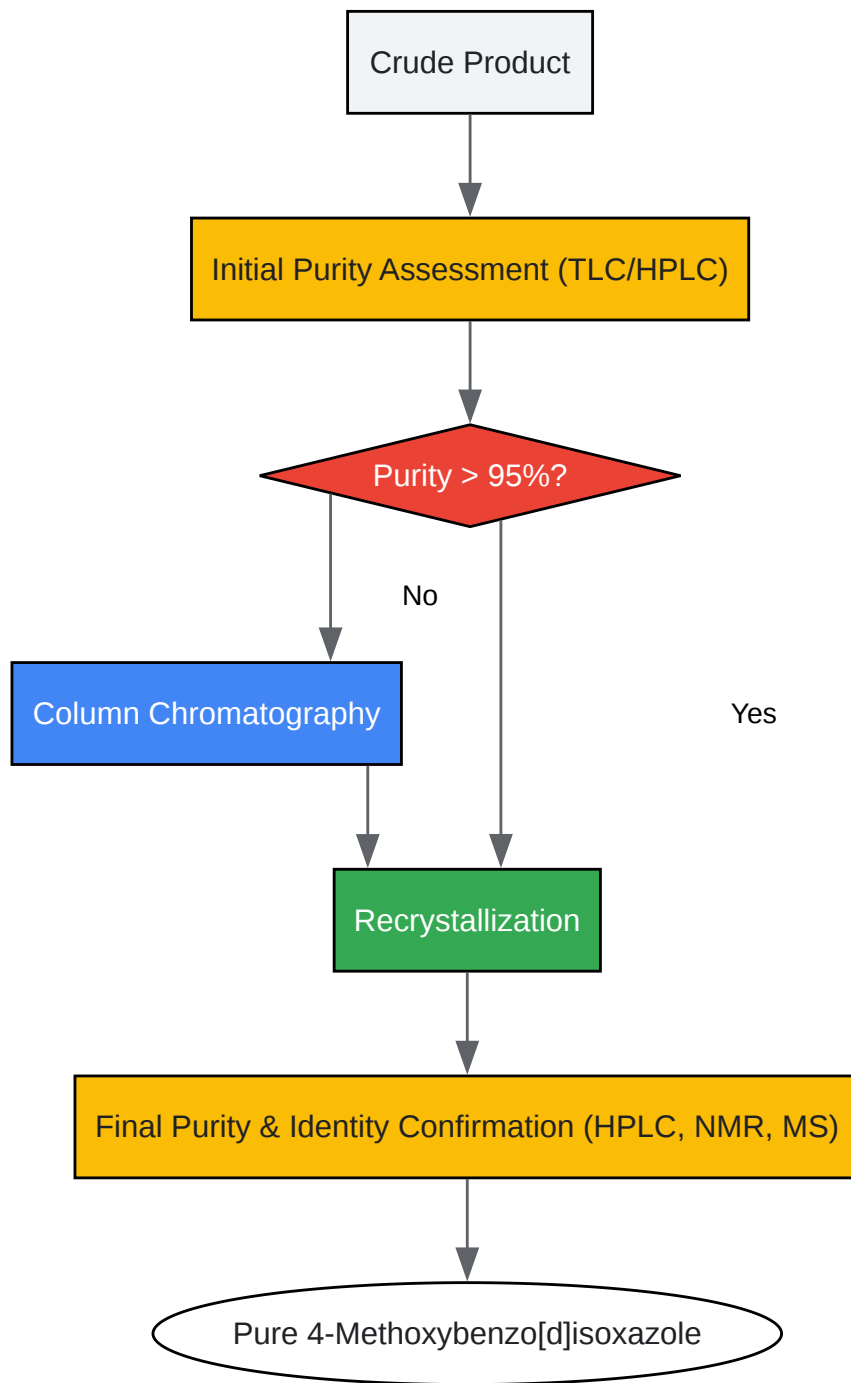 Crude Product
Initial Purity Assessment (TLC/HPLC)
Purity > 95%?
No
Column Chromatography
Yes
Recrystallization
Final Purity & Identity Confirmation (HPLC, NMR, MS)
Pure 4-Methoxybenzo[d]isoxazole